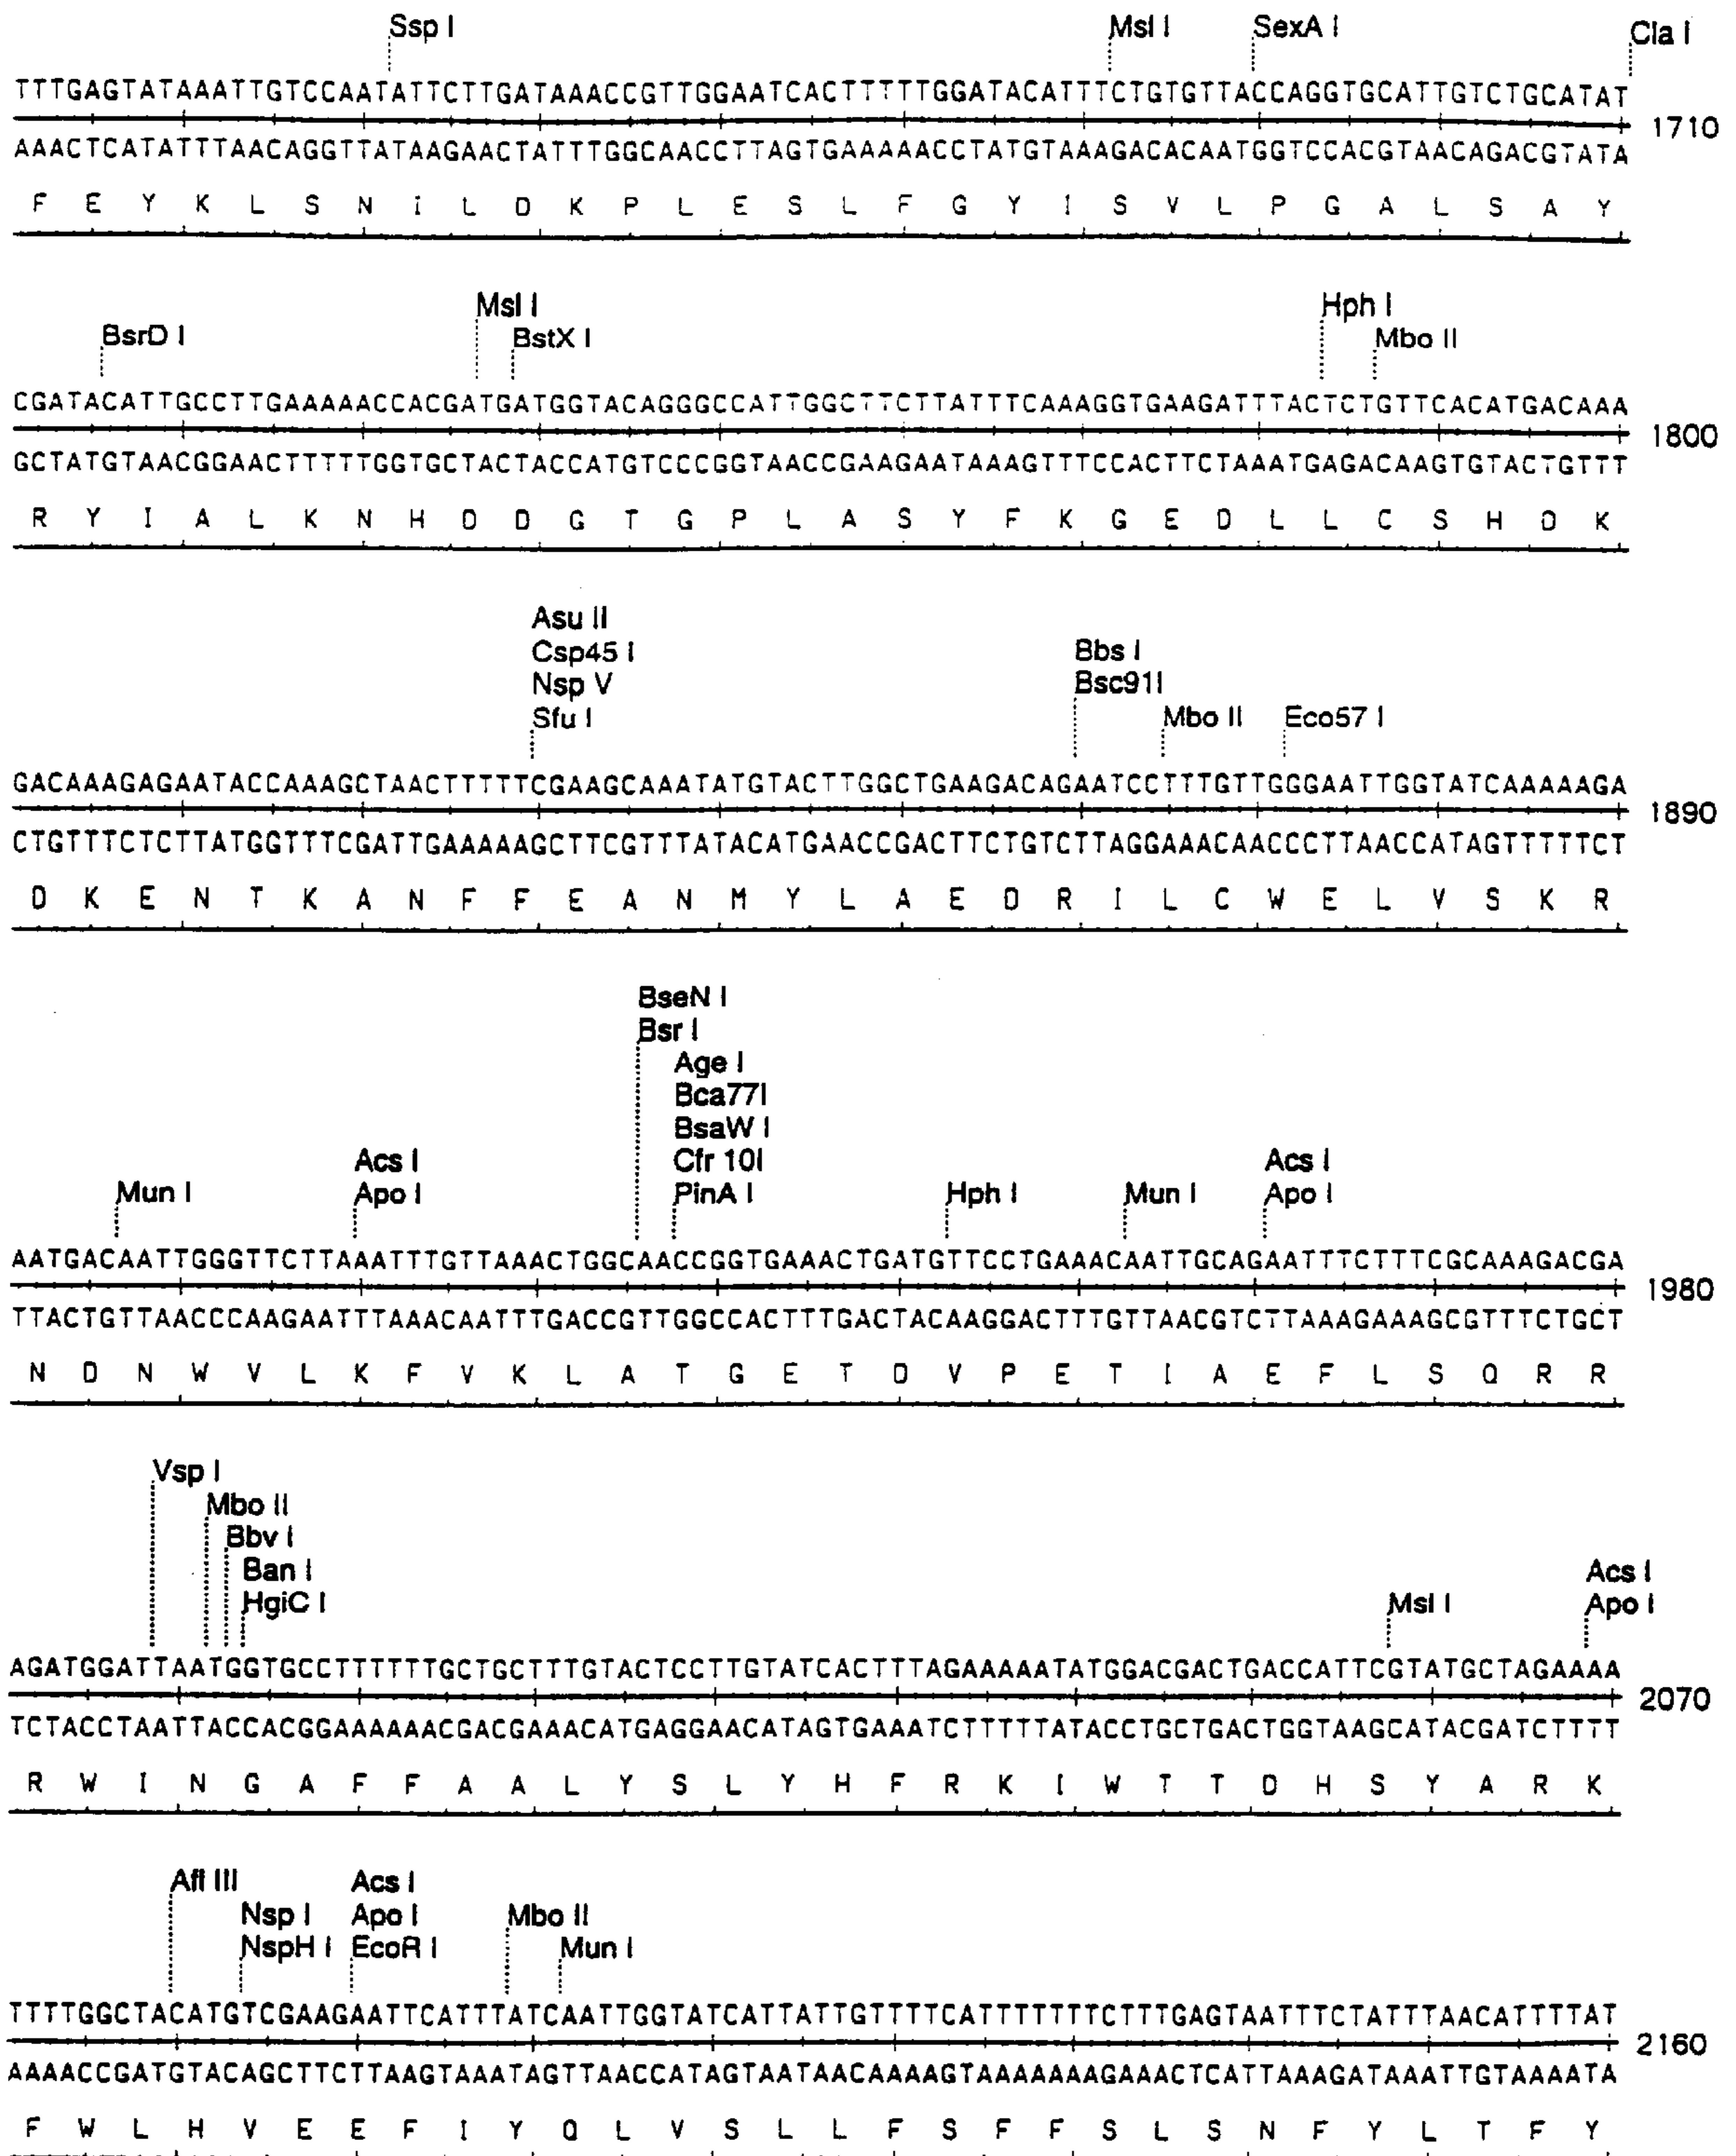 Ssp I Msl I SexA I Cla I
TTTGAGTATAAATTGTCCAATATTCTTGATAAACCGTTGGAATCACTTTTTGGATACATTTCTGTGTTACCAGGTGCATTGTCTGCATAT
1710
AAACTCATATTTAACAGGTTATAAGAACTATTTGGCAACCTTAGTGAAAAACCTATGTAAAGACACAATGGTCCACGTAACAGACGTATA
F E Y K L S N I L D K P L E S L F G Y I S V L P G A L S A Y
Msl I Hph I
BsrD I BstX I Mbo II
CGATACATTGCCTTGAAAAACCACGATGATGGTACAGGGCCATTGGCTTCTTATTTCAAAGGTGAAGATTTACTCTGTTCACATGACAAA
1800
GCTATGTAACGGAACTTTTTGGTGCTACTACCATGTCCCGGTAACCGAAGAATAAAGTTTCCACTTCTAAATGAGACAAGTGTACTGTTT
R Y I A L K N H D D G T G P L A S Y F K G E D L L C S H D K
Asu II
Csp45 I Bbs I
Nsp V Bsc91I
Sfu I Mbo II Eco57 I
GACAAAGAGAATACCAAAGCTAACTTTTTCGAAGCAAATATGTACTTGGCTGAAGACAGAATCCTTTGTTGGGAATTGGTATCAAAAAGA
1890
CTGTTTCTCTTATGGTTTCGATTGAAAAAGCTTCGTTTATACATGAACCGACTTCTGTCTTAGGAAACAACCCTTAACCATAGTTTTTCT
D K E N T K A N F F E A N M Y L A E D R I L C W E L V S K R
BseN I
Bsr I
Age I
Bca77I
BsaW I
Acs I Cfr 10I Acs I
Mun I Apo I PinA I Hph I Mun I Apo I
AATGACAATTGGGTTCTTAAATTTGTTAAACTGGCAACCGGTGAAACTGATGTTCCTGAAACAATTGCAGAATTTCTTTCGCAAAGACGA
1980
TTACTGTTAACCCAAGAATTTAAACAATTTGACCGTTGGCCACTTTGACTACAAGGACTTTGTTAACGTCTTAAAGAAAGCGTTTCTGCT
N D N W V L K F V K L A T G E T D V P E T I A E F L S Q R R
Vsp I
Mbo II
Bbv I
Ban I Acs I
HgiC I Msl I Apo I
AGATGGATTAATGGTGCCTTTTTTGCTGCTTTGTACTCCTTGTATCACTTTAGAAAAATATGGACGACTGACCATTCGTATGCTAGAAAA
2070
TCTACCTAATTACCACGGAAAAAACGACGAAACATGAGGAACATAGTGAAATCTTTTTATACCTGCTGACTGGTAAGCATACGATCTTTT
R W I N G A F F A A L Y S L Y H F R K I W T T D H S Y A R K
Afl III Acs I
Nsp I Apo I Mbo II
NspH I EcoR I Mun I
TTTTGGCTACATGTCGAAGAATTCATTTATCAATTGGTATCATTATTGTTTTCATTTTTTTCTTTGAGTAATTTCTATTTAACATTTTAT
2160
AAAACCGATGTACAGCTTCTTAAGTAAATAGTTAACCATAGTAATAACAAAAGTAAAAAAAGAAACTCATTAAAGATAAATTGTAAAATA
F W L H V E E F I Y Q L V S L L F S F F S L S N F Y L T F Y